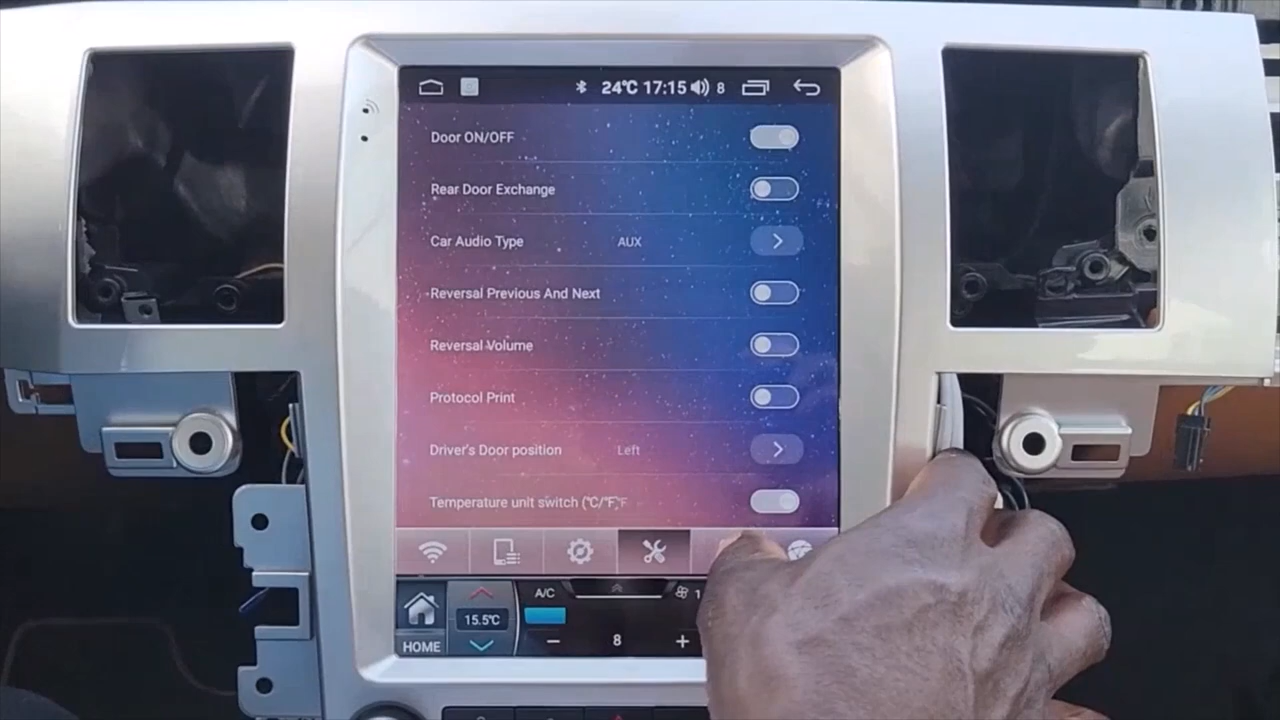 24℃ 17:15 8
Door ON/OFF
Rear Door Exchange
Car Audio Type AUX
Reversal Previous And Next
Reversal Volume
Protocol Print
Driver's Door position Left
Temperature unit switch (℃/℉)℉
A/C 1
15.5℃
− 8 +
HOME